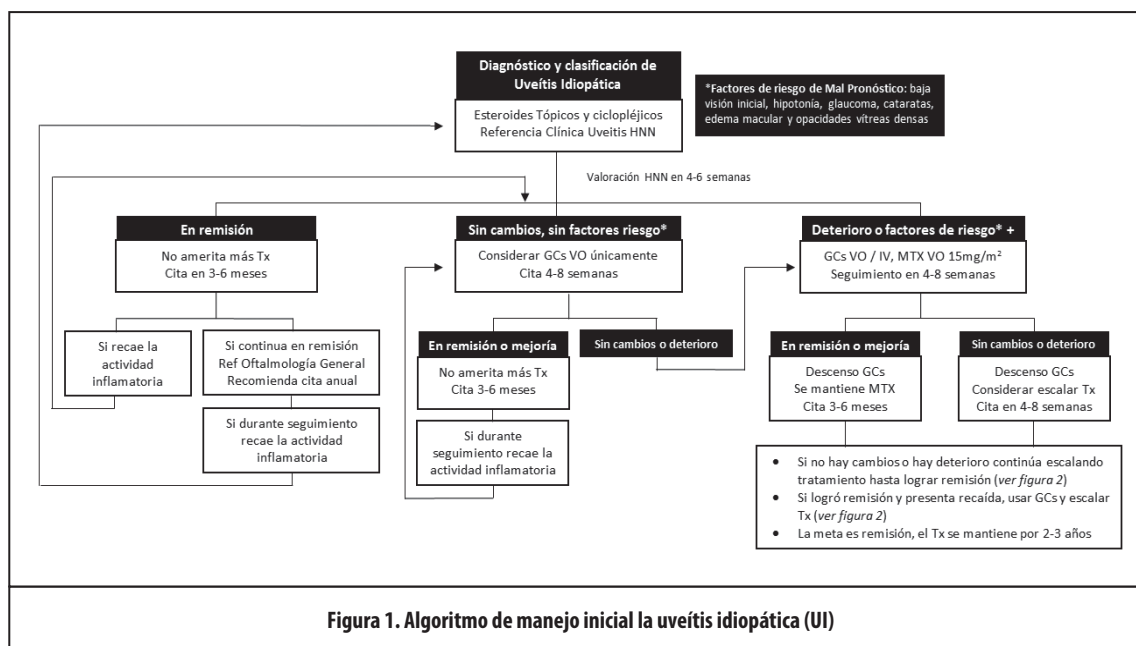 Diagnóstico y clasificación de
Uveítis Idiopática
Esteroides Tópicos y ciclopléjicos
Referencia Clínica Uveitis HNN
*Factores de riesgo de Mal Pronóstico: baja
visión inicial, hipotonía, glaucoma, cataratas,
edema macular y opacidades vítreas densas
Valoración HNN en 4-6 semanas
En remisión
No amerita más Tx
Cita en 3-6 meses
Si recae la
actividad
inflamatoria
Si continua en remisión
Ref Oftalmología General
Recomienda cita anual
Si durante seguimiento
recae la actividad
inflamatoria
Sin cambios, sin factores riesgo*
Considerar GCs VO únicamente
Cita 4-8 semanas
En remisión o mejoría
No amerita más Tx
Cita 3-6 meses
Si durante
seguimiento recae la
actividad inflamatoria
Sin cambios o deterioro
Deterioro o factores de riesgo* +
GCs VO / IV, MTX VO 15mg/m²
Seguimiento en 4-8 semanas
En remisión o mejoría
Descenso GCs
Se mantiene MTX
Cita 3-6 meses
Sin cambios o deterioro
Descenso GCs
Considerar escalar Tx
Cita en 4-8 semanas
• Si no hay cambios o hay deterioro continúa escalando
tratamiento hasta lograr remisión (ver figura 2)
• Si logró remisión y presenta recaída, usar GCs y escalar
Tx (ver figura 2)
• La meta es remisión, el Tx se mantiene por 2-3 años
Figura 1. Algoritmo de manejo inicial la uveítis idiopática (UI)